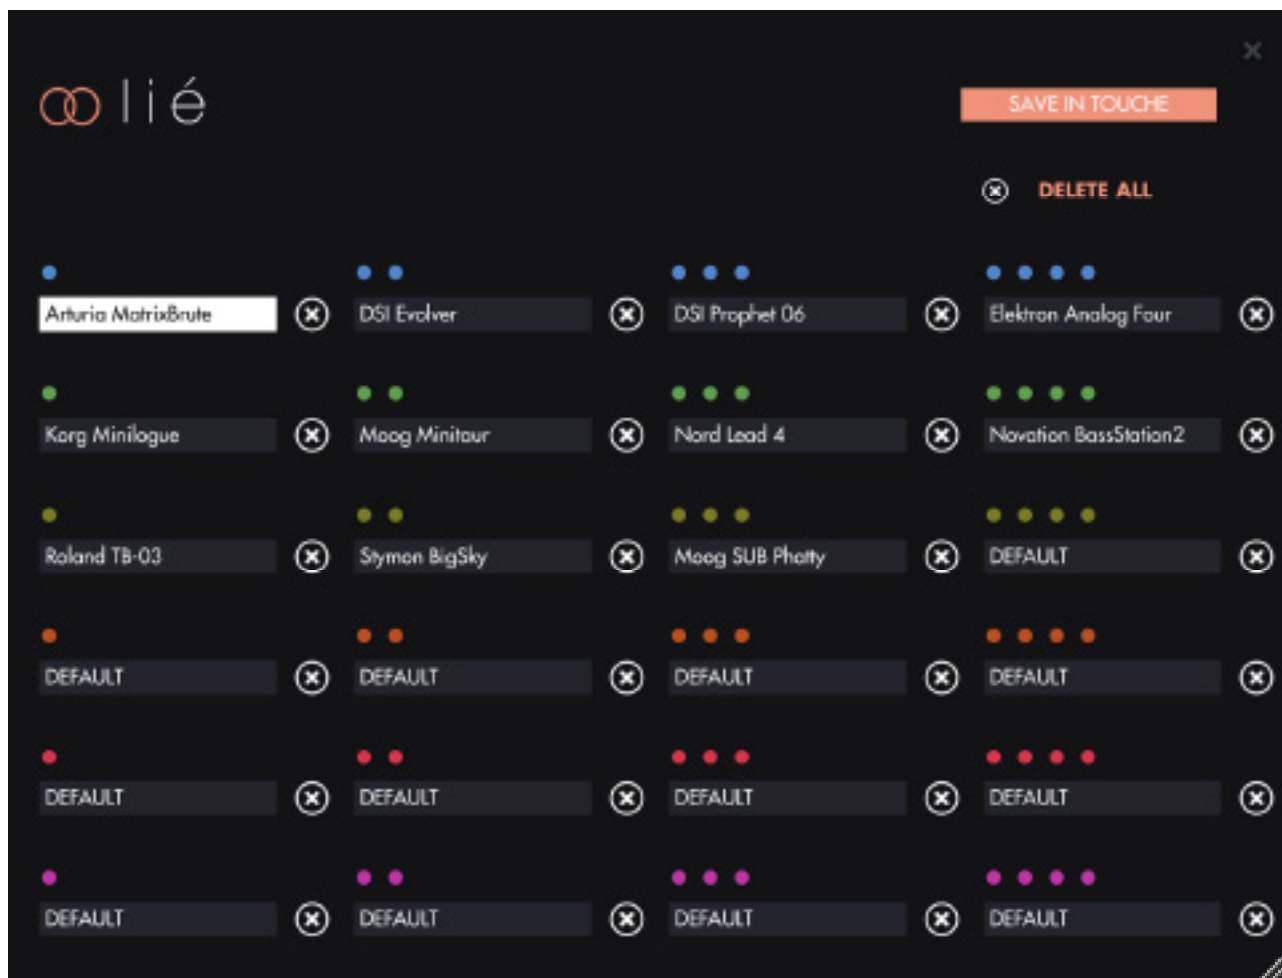 lié
SAVE IN TOUCHE
DELETE ALL
Arturia MatrixBrute DSI Evolver DSI Prophet 06 Elektron Analog Four
Korg Minilogue Moog Minitaur Nord Lead 4 Novation BassStation2
Roland TB-03 Stymon BigSky Moog SUB Phatty DEFAULT
DEFAULT DEFAULT DEFAULT DEFAULT
DEFAULT DEFAULT DEFAULT DEFAULT
DEFAULT DEFAULT DEFAULT DEFAULT